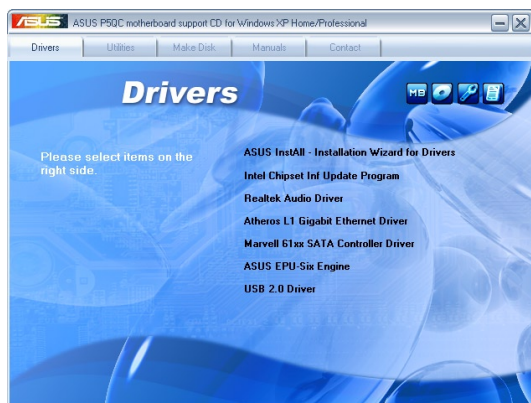 ASUS P5QC motherboard support CD for Windows XP Home/Professional
Drivers
Utilities
Make Disk
Manuals
Contact
Drivers
MB
Please select items on the
right side.
ASUS InstAll - Installation Wizard for Drivers
Intel Chipset Inf Update Program
Realtek Audio Driver
Atheros L1 Gigabit Ethernet Driver
Marvell 61xx SATA Controller Driver
ASUS EPU-Six Engine
USB 2.0 Driver